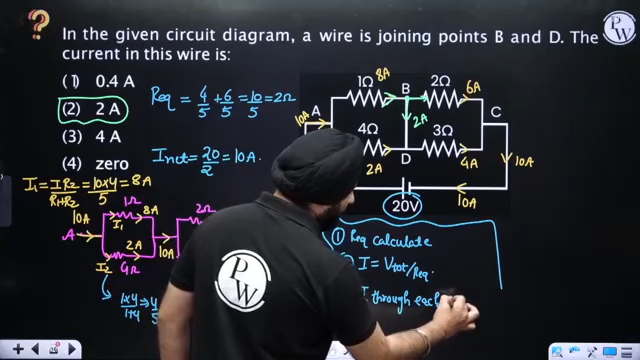 In the given circuit diagram, a wire is joining points B and D. The
current in this wire is:
(1) 0.4 A
(2) 2 A
(3) 4 A
(4) zero
Req = 4/5 + 6/5 = 10/5 = 2Ω
Inet = 20/2 = 10A.
I₁ = IR₂/R₁+R₂ = 10×4/5 = 8A
1Ω 8A B 2Ω 6A
A 10A
4Ω 2A D 3Ω 4A
2A
C
10A
20V
10A
10A 1Ω 8A 2Ω
A I₁
2A 10A
I₂ 4Ω
1×4/1+4 ⇒ 4/5
① Req calculate
I = Vtot/Req.
I through each
PW
PW